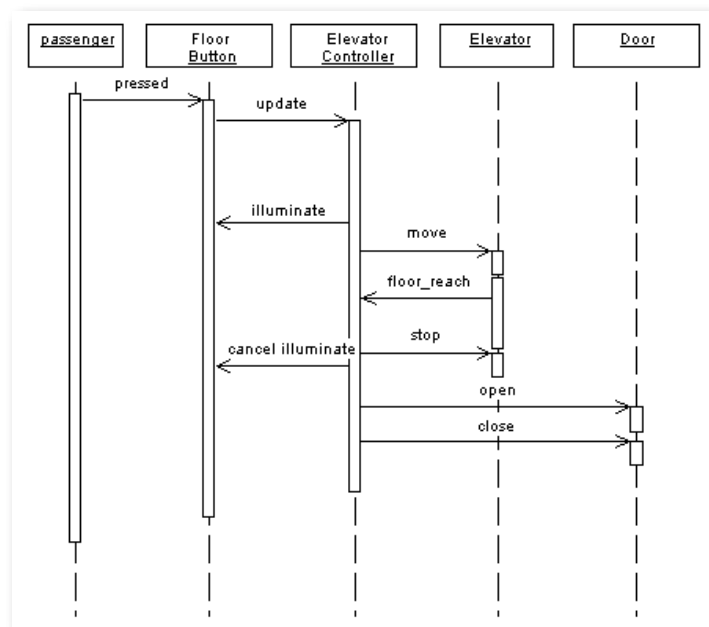 passenger
Floor
Button
Elevator
Controller
Elevator
Door
pressed
update
illuminate
move
floor_reach
stop
cancel illuminate
open
close